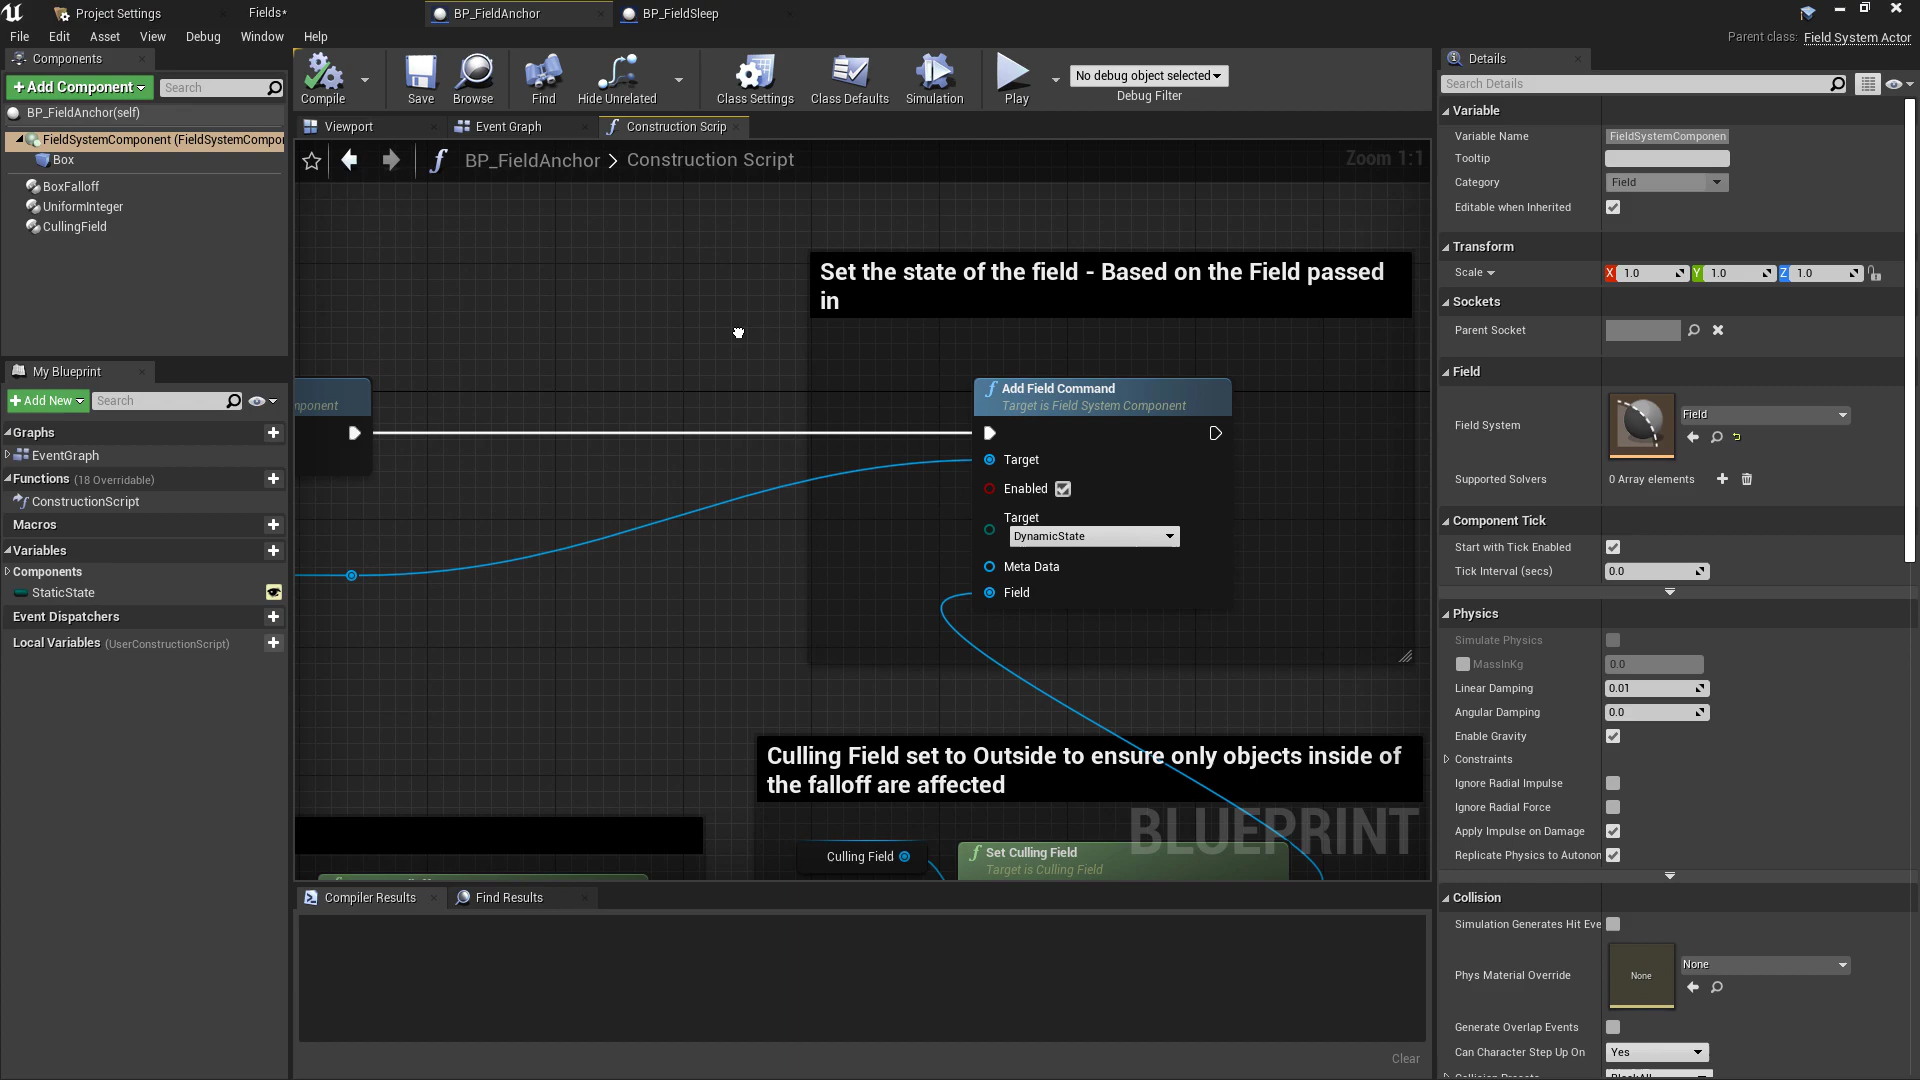 Project Settings
Fields*
BP_FieldAnchor
BP_FieldSleep
File
Edit
Asset
View
Debug
Window
Help
Parent class:
Field System Actor
Components
+Add Component
Search
BP_FieldAnchor(self)
FieldSystemComponent (FieldSystemCompo
Box
BoxFalloff
UniformInteger
CullingField
Compile
Save
Browse
Find
Hide Unrelated
Class Settings
Class Defaults
Simulation
Play
No debug object selected
Debug Filter
Viewport
Event Graph
Construction Scrip
BP_FieldAnchor > Construction Script
Zoom 1:1
Set the state of the field - Based on the Field passed
in
Add Field Command
Target is Field System Component
mponent
Target
Enabled
Target
DynamicState
Meta Data
Field
Culling Field set to Outside to ensure only objects inside of
the falloff are affected
BLUEPRINT
Culling Field
Set Culling Field
Target is Culling Field
My Blueprint
+Add New
Search
Graphs
EventGraph
Functions (18 Overridable)
ConstructionScript
Macros
Variables
Components
StaticState
Event Dispatchers
Local Variables (UserConstructionScript)
Compiler Results
Find Results
Clear
Details
Search Details
Variable
Variable Name
FieldSystemComponen
Tooltip
Category
Field
Editable when Inherited
Transform
Scale
X
1.0
Y
1.0
Z
1.0
Sockets
Parent Socket
Field
Field System
Field
Supported Solvers
0 Array elements
Component Tick
Start with Tick Enabled
Tick Interval (secs)
0.0
Physics
Simulate Physics
MassInKg
0.0
Linear Damping
0.01
Angular Damping
0.0
Enable Gravity
Constraints
Ignore Radial Impulse
Ignore Radial Force
Apply Impulse on Damage
Replicate Physics to Autonon
Collision
Simulation Generates Hit Eve
Phys Material Override
None
None
Generate Overlap Events
Can Character Step Up On
Yes